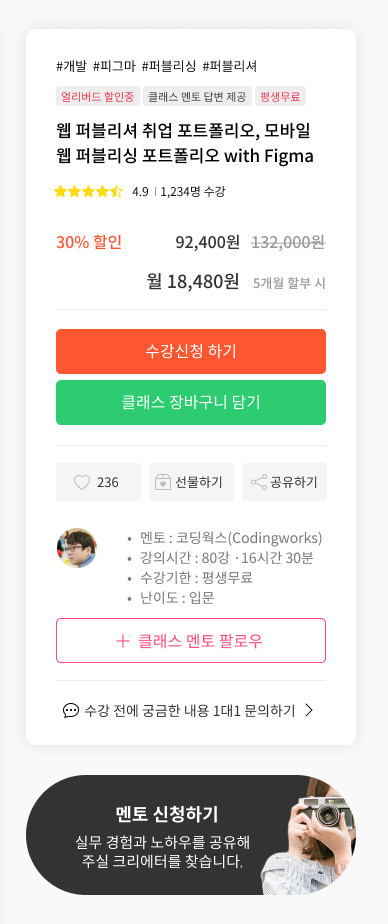 #개발 #피그마 #퍼블리싱 #퍼블리셔
얼리버드 할인중 클래스 멘토 답변 제공 평생무료
웹 퍼블리셔 취업 포트폴리오, 모바일
웹 퍼블리싱 포트폴리오 with Figma
4.9 | 1,234명 수강
30% 할인 92,400원 132,000원
월 18,480원 5개월 할부 시
수강신청 하기
클래스 장바구니 담기
236 선물하기 공유하기
• 멘토 : 코딩웍스(Codingworks)
• 강의시간 : 80강 · 16시간 30분
• 수강기한 : 평생무료
• 난이도 : 입문
+ 클래스 멘토 팔로우
수강 전에 궁금한 내용 1대1 문의하기 >
멘토 신청하기
실무 경험과 노하우를 공유해
주실 크리에터를 찾습니다.